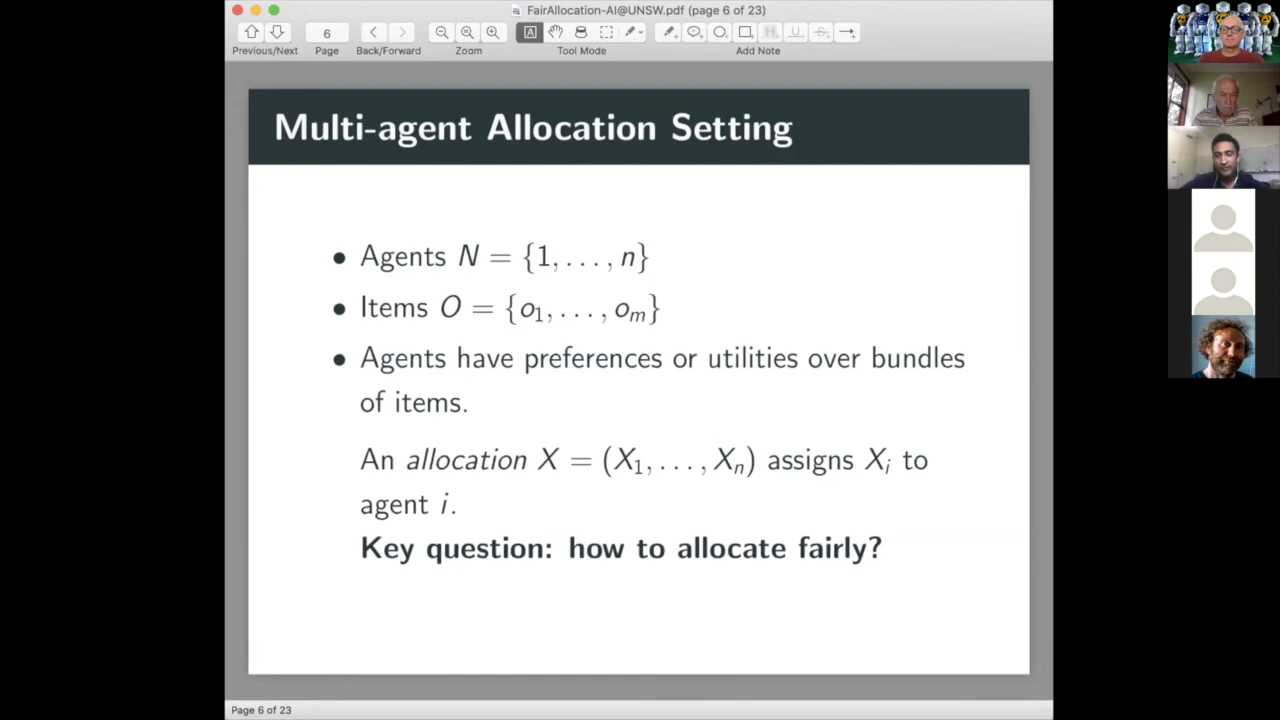 FairAllocation-AI@UNSW.pdf (page 6 of 23)
6
Previous/Next Page Back/Forward Zoom Tool Mode Add Note
Multi-agent Allocation Setting
• Agents N = {1, . . . , n}
• Items O = {o₁, . . . , oₘ}
• Agents have preferences or utilities over bundles
of items.
An allocation X = (X₁, . . . , Xₙ) assigns Xᵢ to
agent i.
Key question: how to allocate fairly?
Page 6 of 23